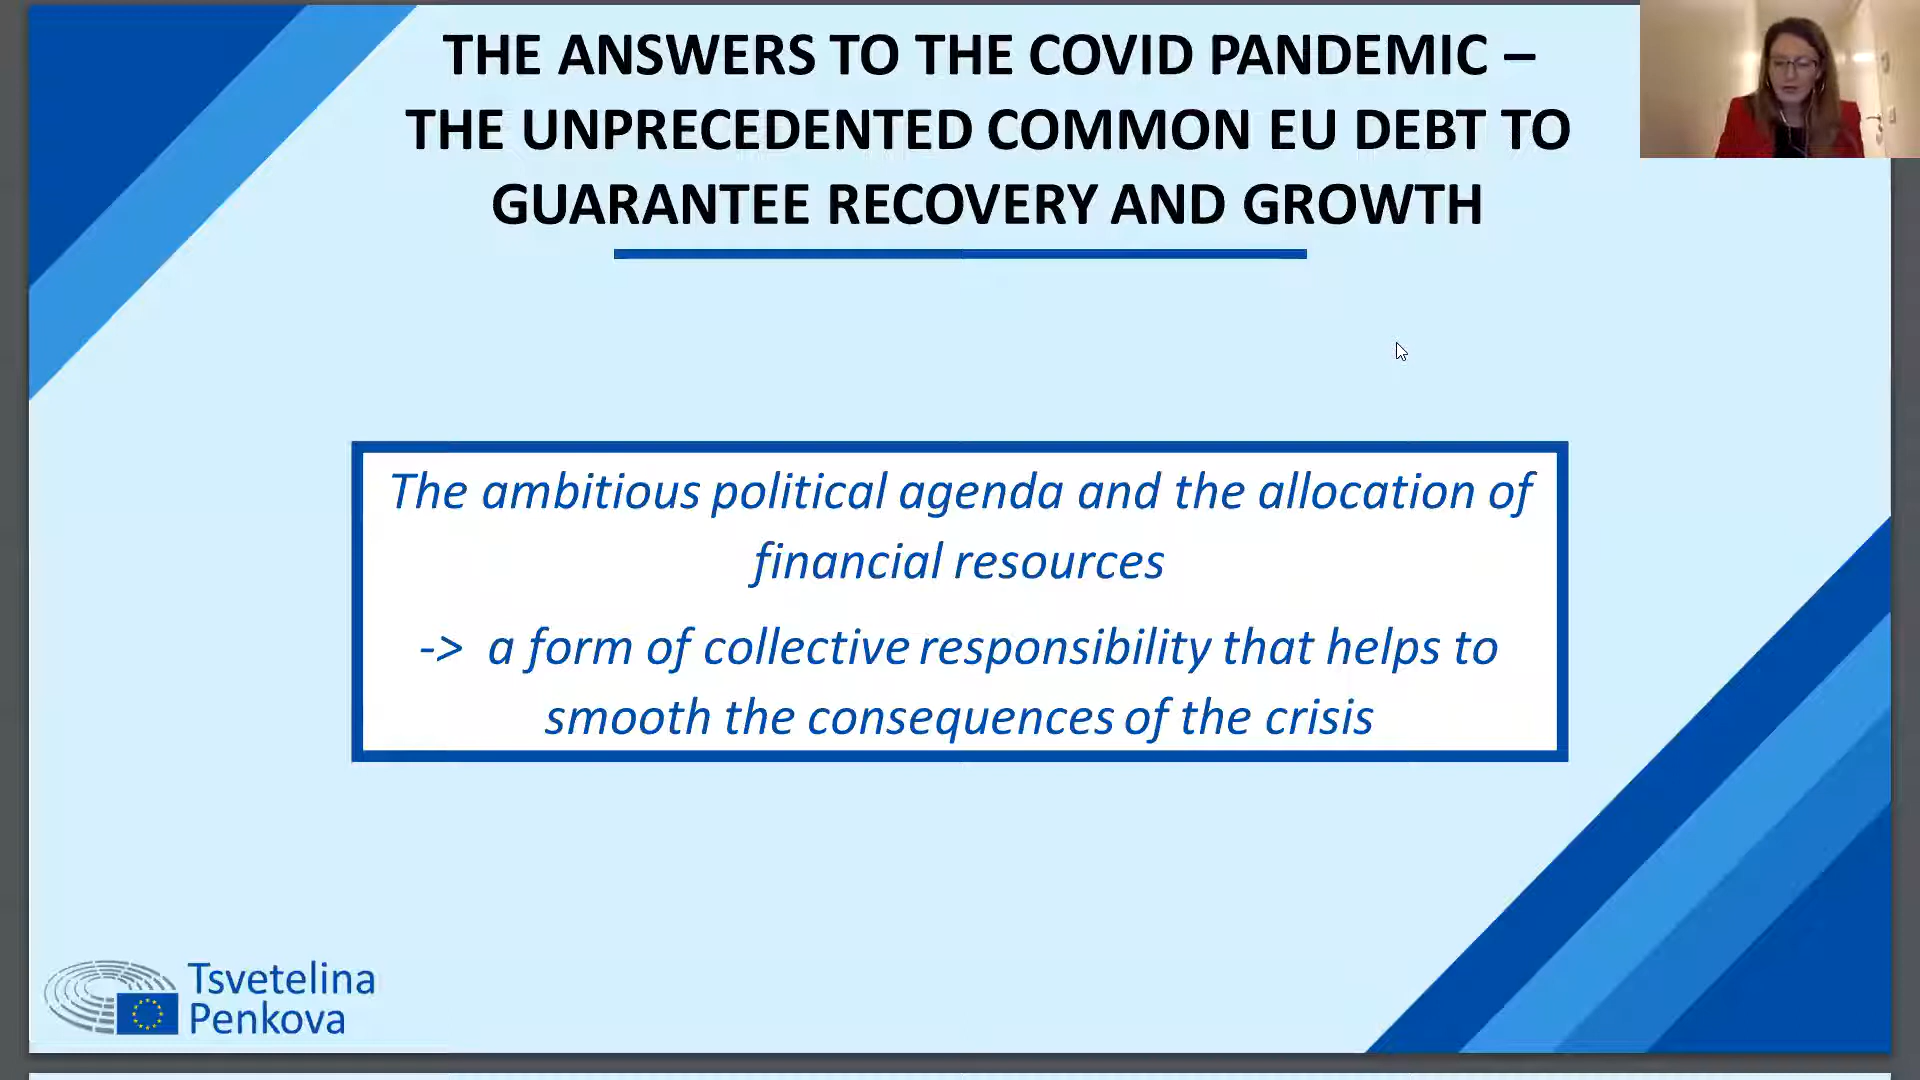 THE ANSWERS TO THE COVID PANDEMIC –
THE UNPRECEDENTED COMMON EU DEBT TO
GUARANTEE RECOVERY AND GROWTH
The ambitious political agenda and the allocation of
financial resources
-> a form of collective responsibility that helps to
smooth the consequences of the crisis
Tsvetelina
Penkova